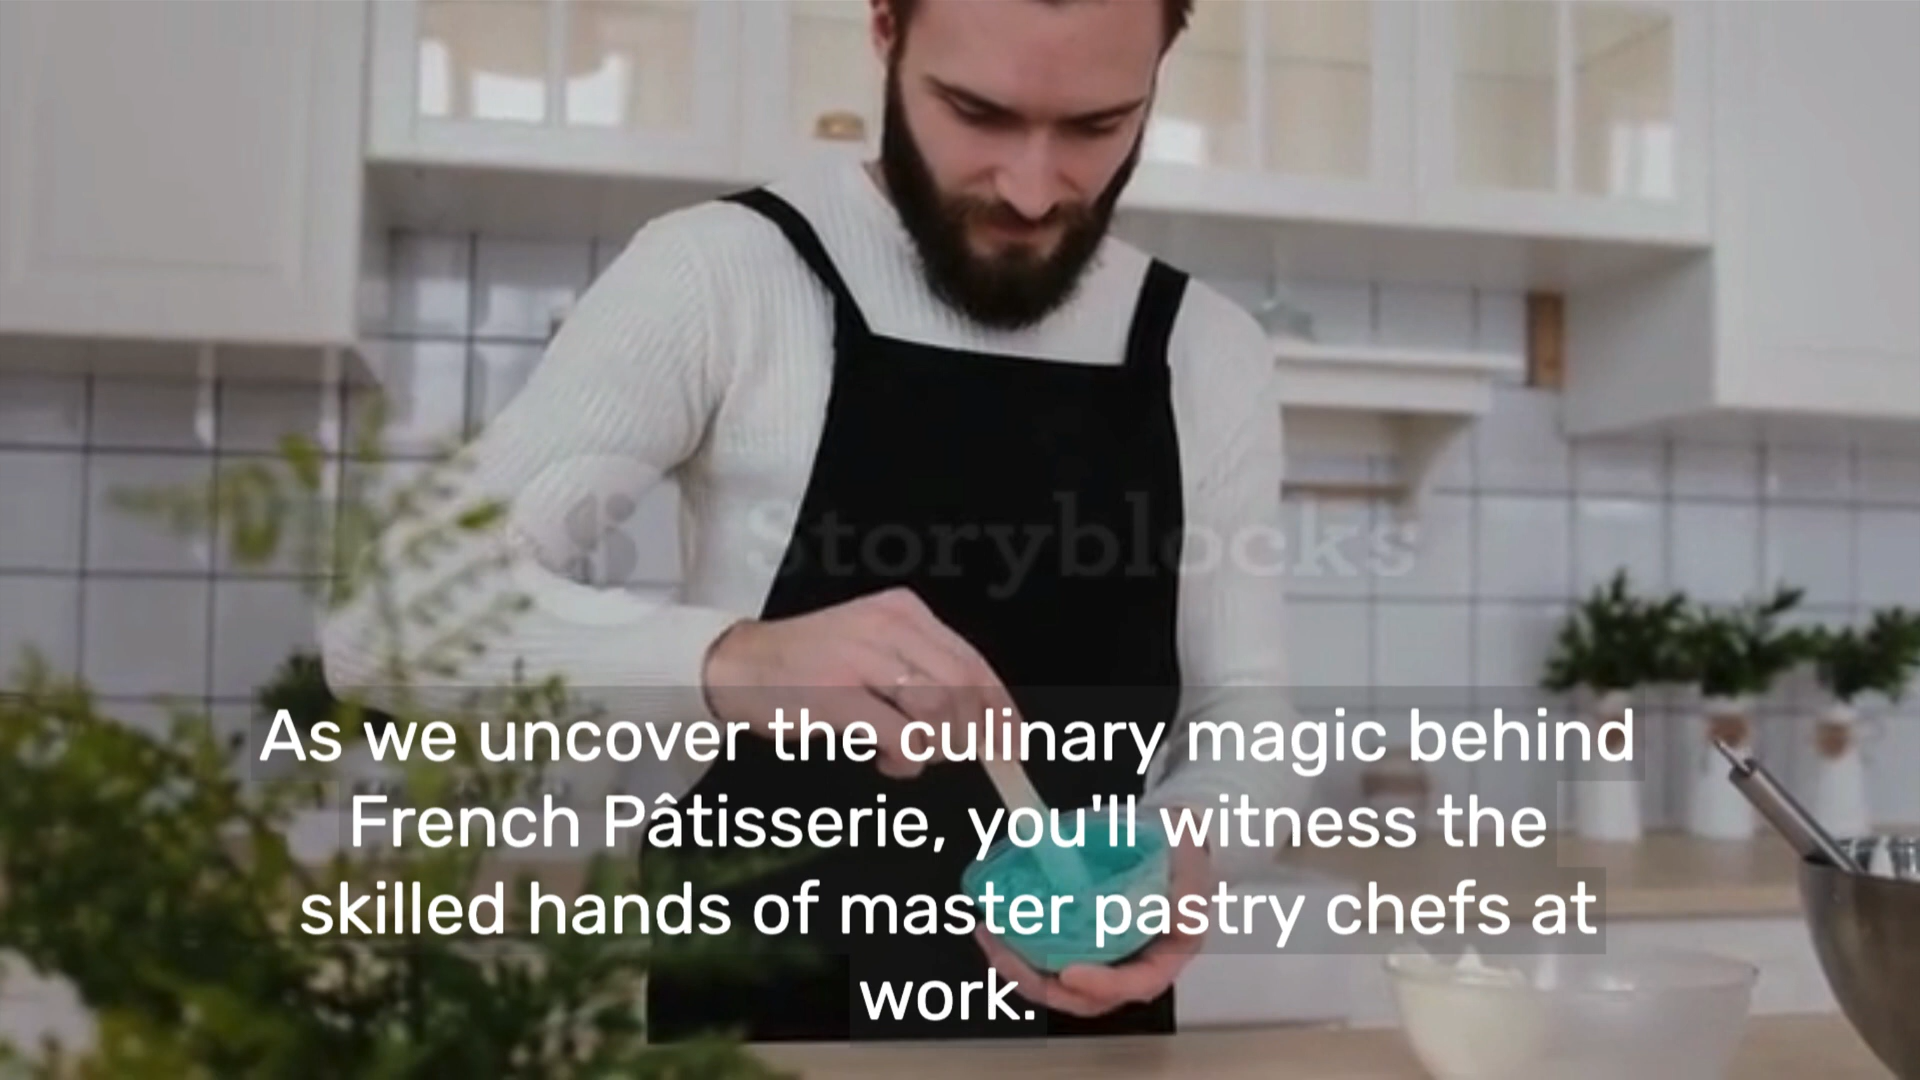 Storyblocks
As we uncover the culinary magic behind
French Pâtisserie, you'll witness the
skilled hands of master pastry chefs at
work.